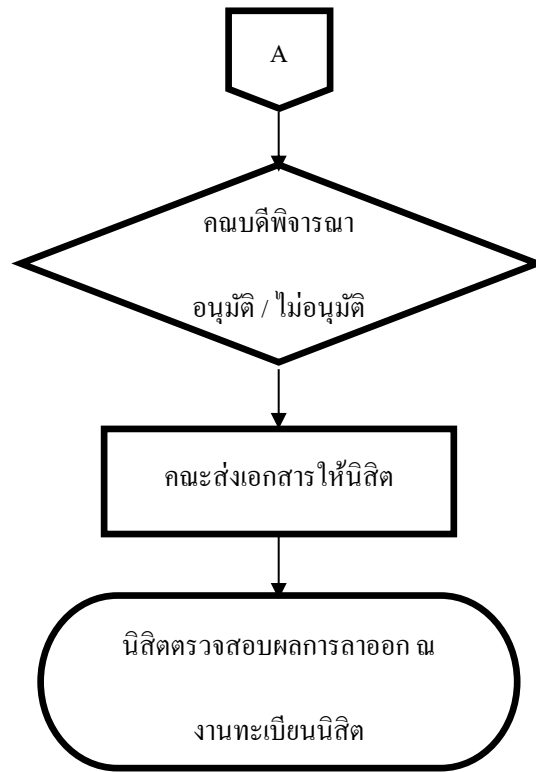 A
คณบดีพิจารณา
อนุมัติ / ไม่อนุมัติ
คณะส่งเอกสารให้นิสิต
นิสิตตรวจสอบผลการลาออก ณ
งานทะเบียนนิสิต